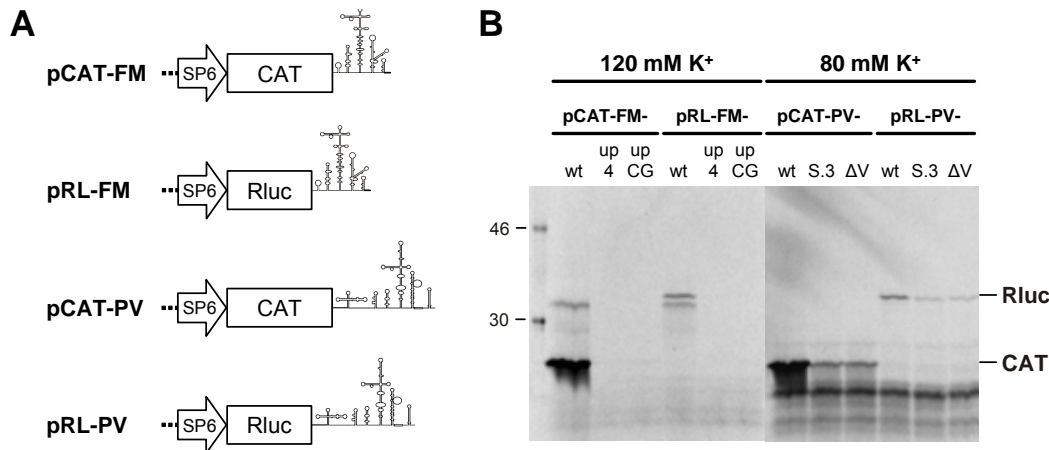 A
pCAT-FM SP6 CAT
pRL-FM SP6 Rluc
pCAT-PV SP6 CAT
pRL-PV SP6 Rluc
B
120 mM K⁺ 80 mM K⁺
pCAT-FM- pRL-FM- pCAT-PV- pRL-PV-
up up up up
wt 4 CG wt 4 CG wt S.3 ΔV wt S.3 ΔV
46
Rluc
30
CAT